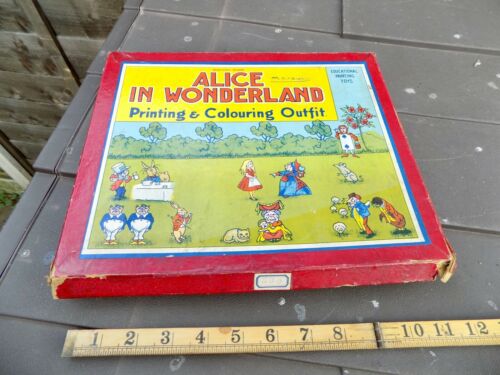 ALICE
IN WONDERLAND
Printing & Colouring Outfit
EDUCATIONAL
PRINTING
TOYS
1 2 3 4 5 6 7 8 10 11 12